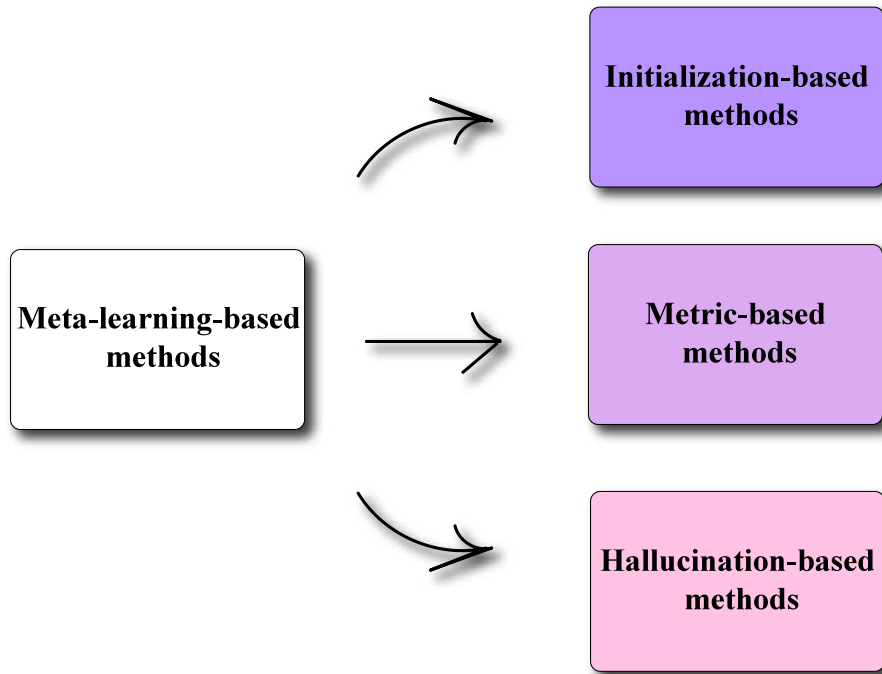 Initialization-based
methods
Meta-learning-based
methods
Metric-based
methods
Hallucination-based
methods